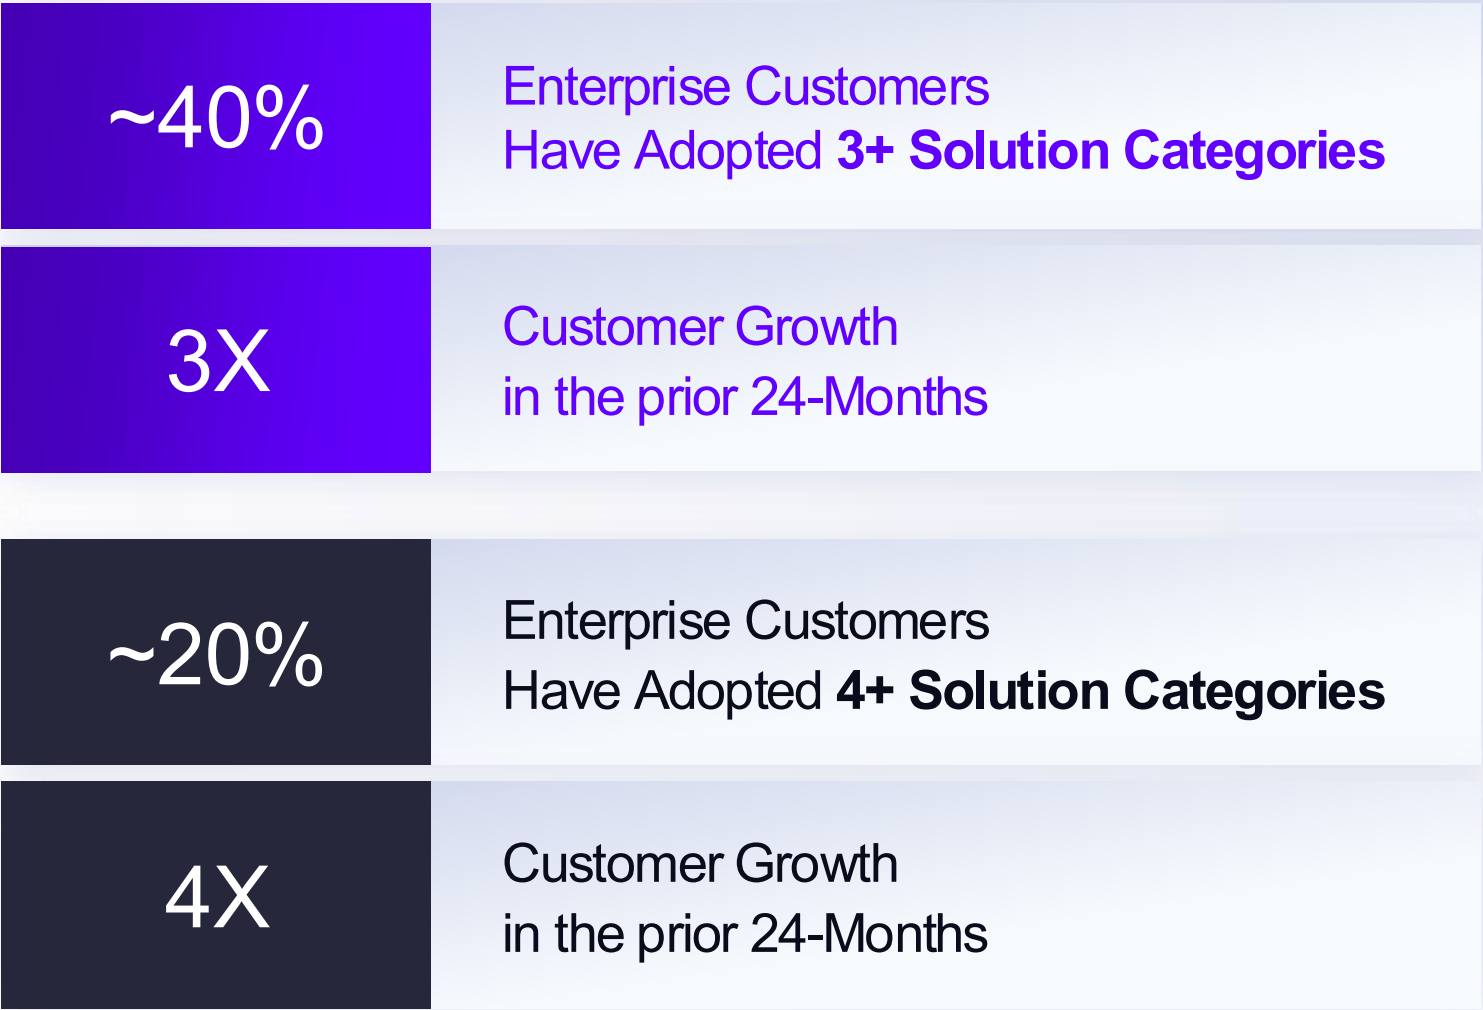 ~40%
Enterprise Customers
Have Adopted 3+ Solution Categories
3X
Customer Growth
in the prior 24-Months
~20%
Enterprise Customers
Have Adopted 4+ Solution Categories
4X
Customer Growth
in the prior 24-Months